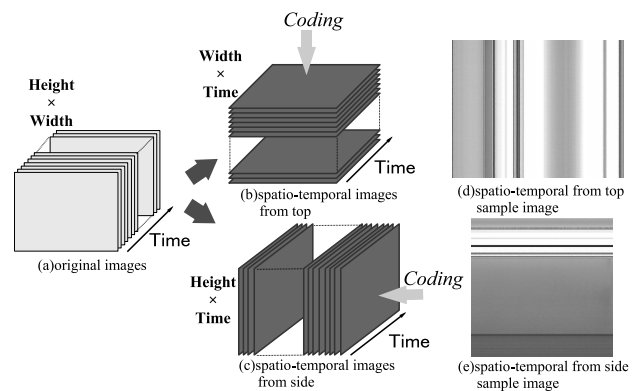 Height
×
Width
Time
(a)original images
Coding
Width
×
Time
Time
(b)spatio-temporal images
from top
Height
×
Time
Coding
Time
(c)spatio-temporal images
from side
(d)spatio-temporal from top
sample image
(e)spatio-temporal from side
sample image